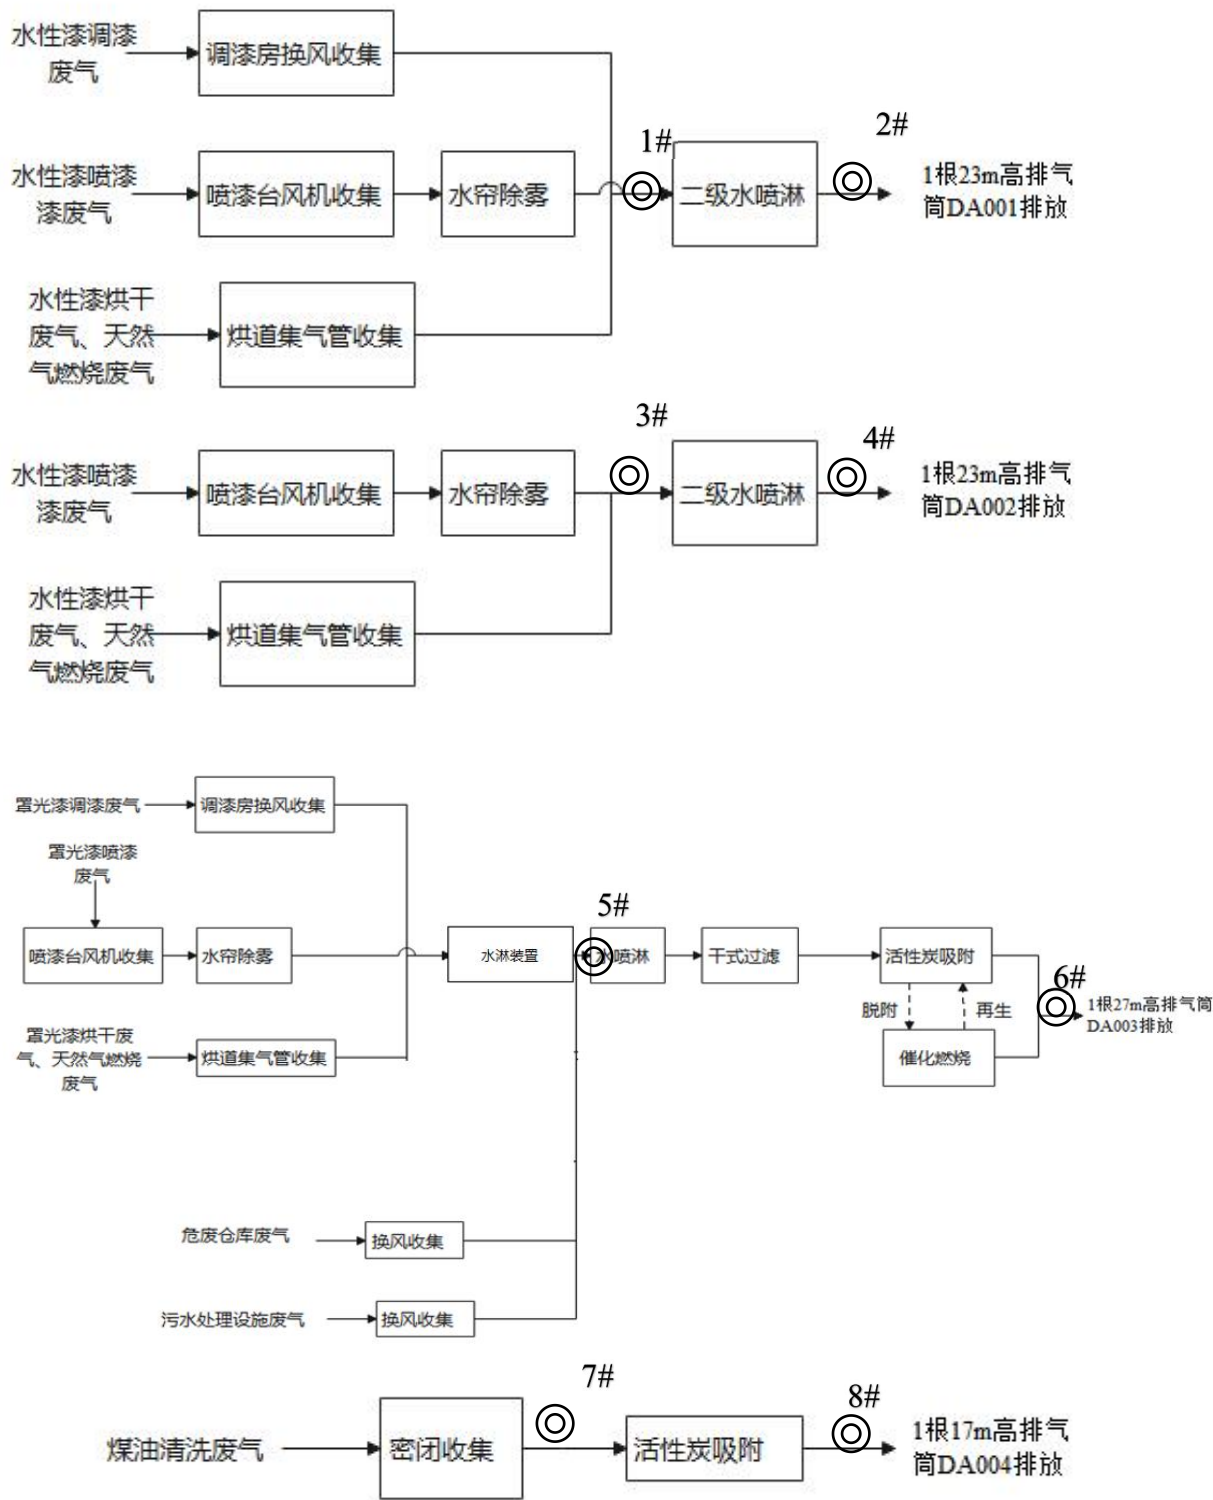 水性漆调漆
废气
调漆房换风收集
1#
2#
水性漆喷漆
漆废气
喷漆台风机收集
水帘除雾
二级水喷淋
1根23m高排气
筒DA001排放
水性漆烘干
废气、天然
气燃烧废气
烘道集气管收集
3#
4#
水性漆喷漆
漆废气
喷漆台风机收集
水帘除雾
二级水喷淋
1根23m高排气
筒DA002排放
水性漆烘干
废气、天然
气燃烧废气
烘道集气管收集
罩光漆调漆废气
调漆房换风收集
罩光漆喷漆
废气
5#
喷漆台风机收集
水帘除雾
水淋装置
水喷淋
干式过滤
活性炭吸附
6#
脱附
再生
1根27m高排气筒
DA003排放
罩光漆烘干废
气、天然气燃烧
废气
烘道集气管收集
催化燃烧
危废仓库废气
换风收集
污水处理设施废气
换风收集
7#
8#
煤油清洗废气
密闭收集
活性炭吸附
1根17m高排气
筒DA004排放